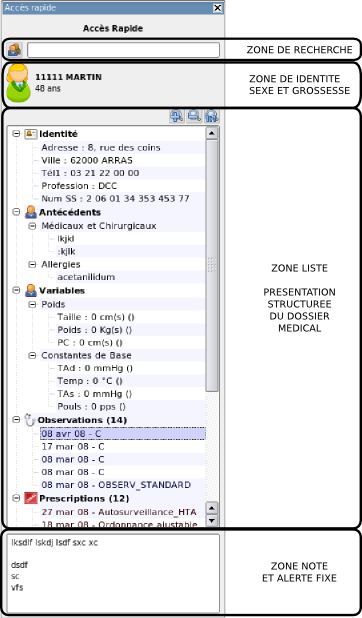 Accès rapide
Accès Rapide
ZONE DE RECHERCHE
11111 MARTIN
48 ans
ZONE DE IDENTITE
SEXE ET GROSSESSE
Identité
Adresse : 8, rue des coins
Ville : 62000 ARRAS
Tél1 : 03 21 22 00 00
Profession : DCC
Num SS : 2 06 01 34 353 453 77
Antécédents
Médicaux et Chirurgicaux
lkjkl
:kjlk
Allergies
acetanilidum
Variables
Poids
Taille : 0 cm(s) ()
Poids : 0 Kg(s) ()
PC : 0 cm(s) ()
Constantes de Base
TAd : 0 mmHg ()
Temp : 0 °C ()
TAs : 0 mmHg ()
Pouls : 0 pps ()
Observations (14)
08 avr 08 - C
17 mar 08 - C
08 mar 08 - C
08 mar 08 - C
08 mar 08 - OBSERV_STANDARD
Prescriptions (12)
27 mar 08 - Autosurveillance_HTA
18 mar 08 - Ordonnance ajustable
ZONE LISTE
PRESENTATION
STRUCTUREE
DU DOSSIER
MEDICAL
lksdlf lskdj lsdf sxc xc
dsdf
sc
vfs
ZONE NOTE
ET ALERTE FIXE